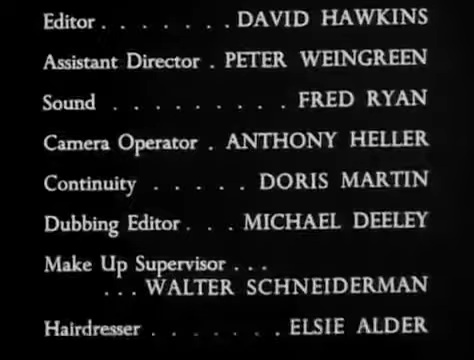 Editor . . . . . . . DAVID HAWKINS
Assistant Director . PETER WEINGREEN
Sound . . . . . . . . . FRED RYAN
Camera Operator . ANTHONY HELLER
Continuity . . . . . DORIS MARTIN
Dubbing Editor . . . MICHAEL DEELEY
Make Up Supervisor . . .
. . . WALTER SCHNEIDERMAN
Hairdresser . . . . . . . ELSIE ALDER